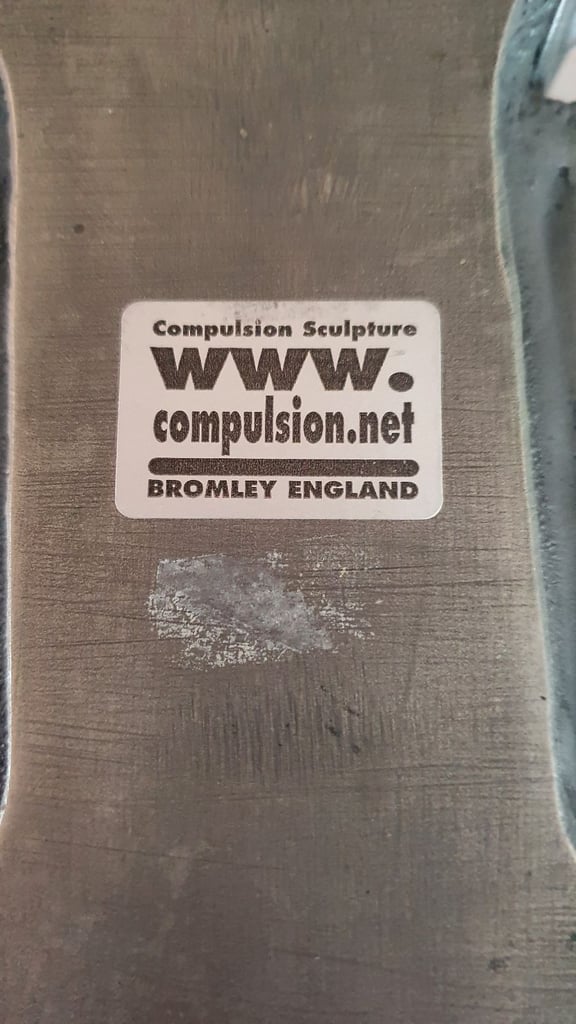 Compulsion Sculpture
www.
compulsion.net
BROMLEY ENGLAND